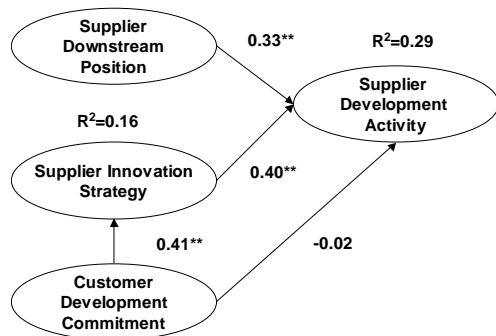 Supplier
Downstream
Position
0.33**
R²=0.29
Supplier
Development
Activity
R²=0.16
Supplier Innovation
Strategy
0.40**
0.41**
-0.02
Customer
Development
Commitment